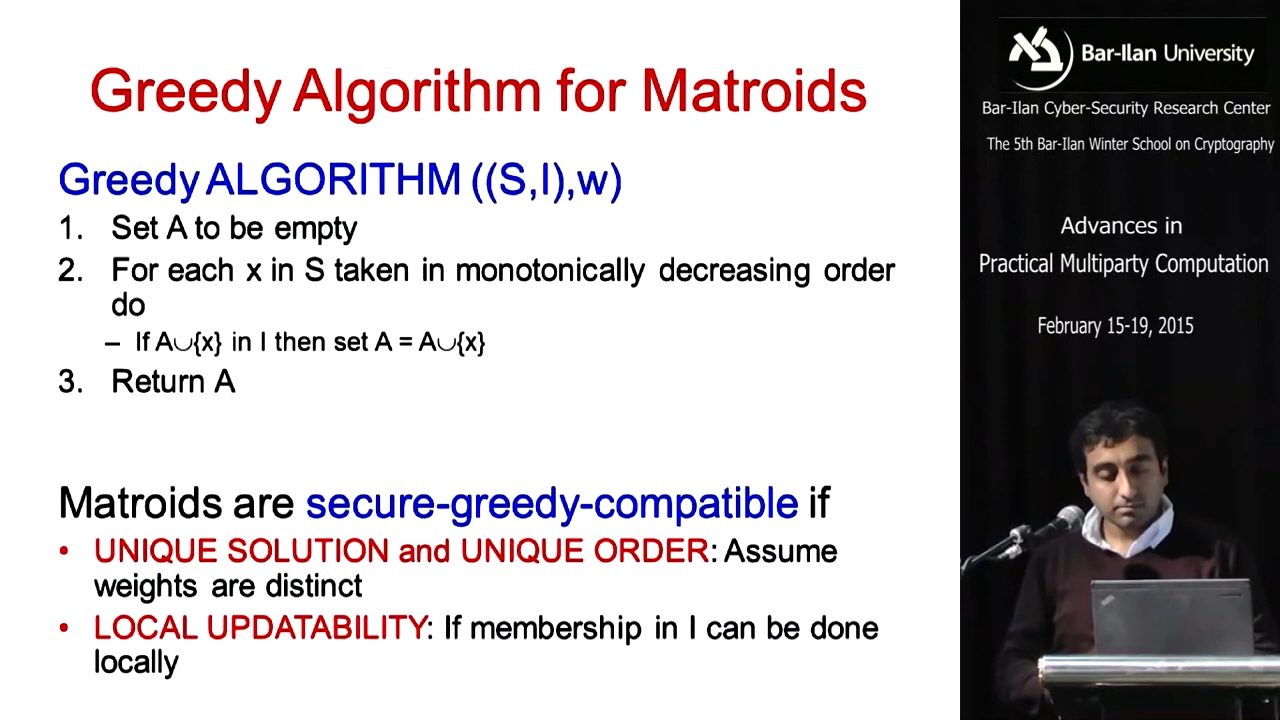 Greedy Algorithm for Matroids
Greedy ALGORITHM ((S,I),w)
1. Set A to be empty
2. For each x in S taken in monotonically decreasing order
do
– If A∪{x} in I then set A = A∪{x}
3. Return A
Matroids are secure-greedy-compatible if
• UNIQUE SOLUTION and UNIQUE ORDER: Assume
weights are distinct
• LOCAL UPDATABILITY: If membership in I can be done
locally
Bar-Ilan University
Bar-Ilan Cyber-Security Research Center
The 5th Bar-Ilan Winter School on Cryptography
Advances in
Practical Multiparty Computation
February 15-19, 2015